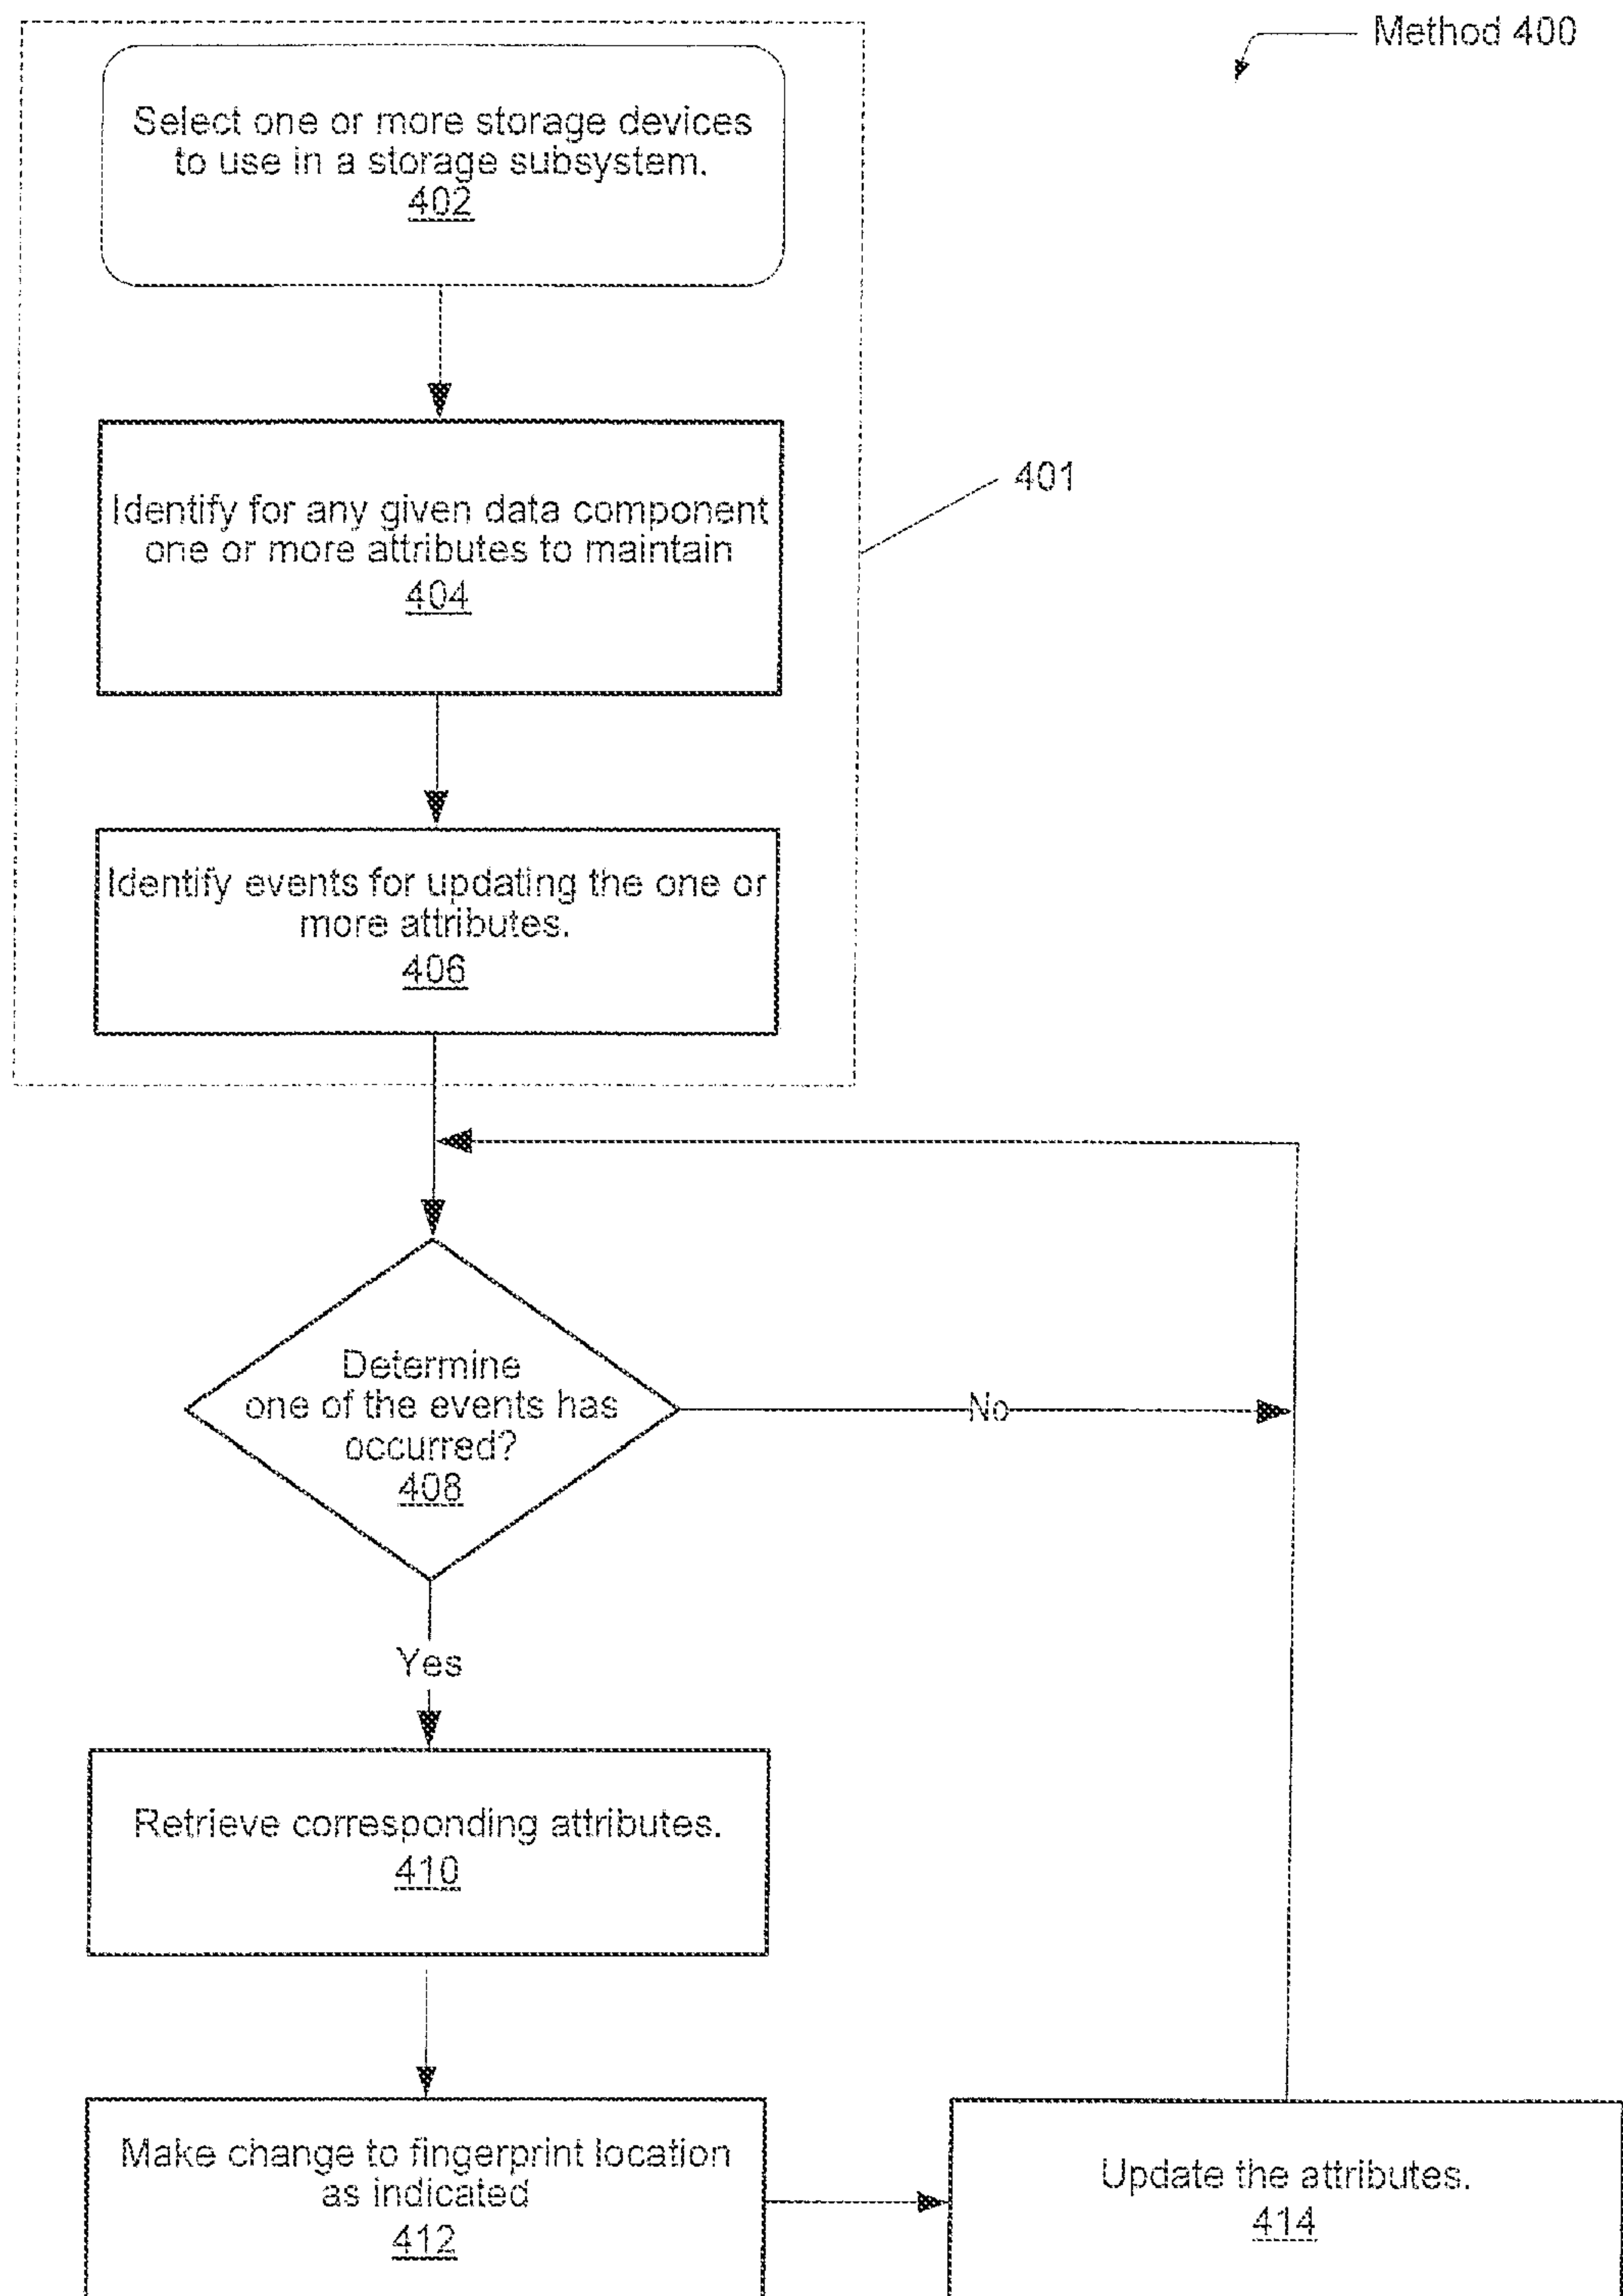 Method 400
Select one or more storage devices
to use in a storage subsystem.
402
Identify for any given data component
one or more attributes to maintain
404
401
Identify events for updating the one or
more attributes.
406
Determine
one of the events has
occurred?
408
No
Yes
Retrieve corresponding attributes.
410
Make change to fingerprint location
as indicated
412
Update the attributes.
414